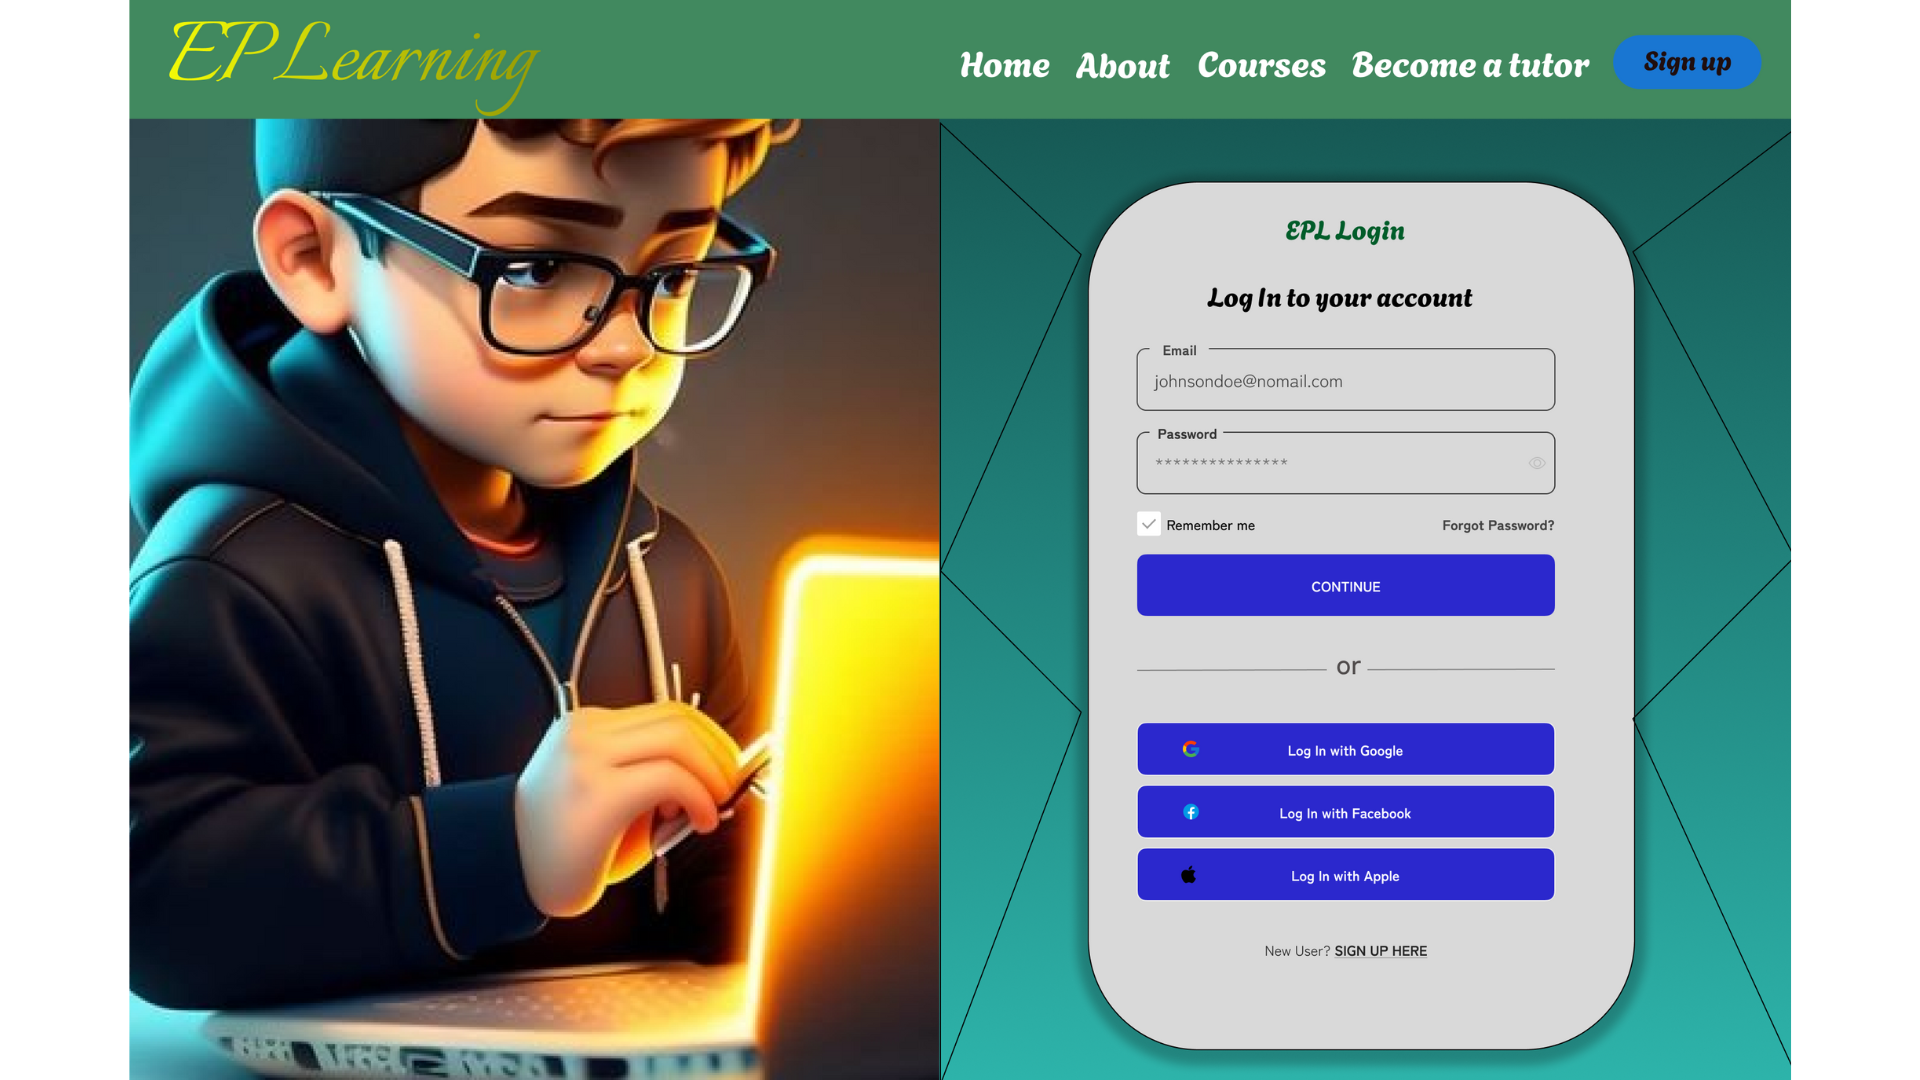 EP Learning
Home About Courses Become a tutor Sign up
EPL Login
Log In to your account
Email
johnsondoe@nomail.com
Password
***************
Remember me Forgot Password?
CONTINUE
or
Log In with Google
Log In with Facebook
Log In with Apple
New User? SIGN UP HERE